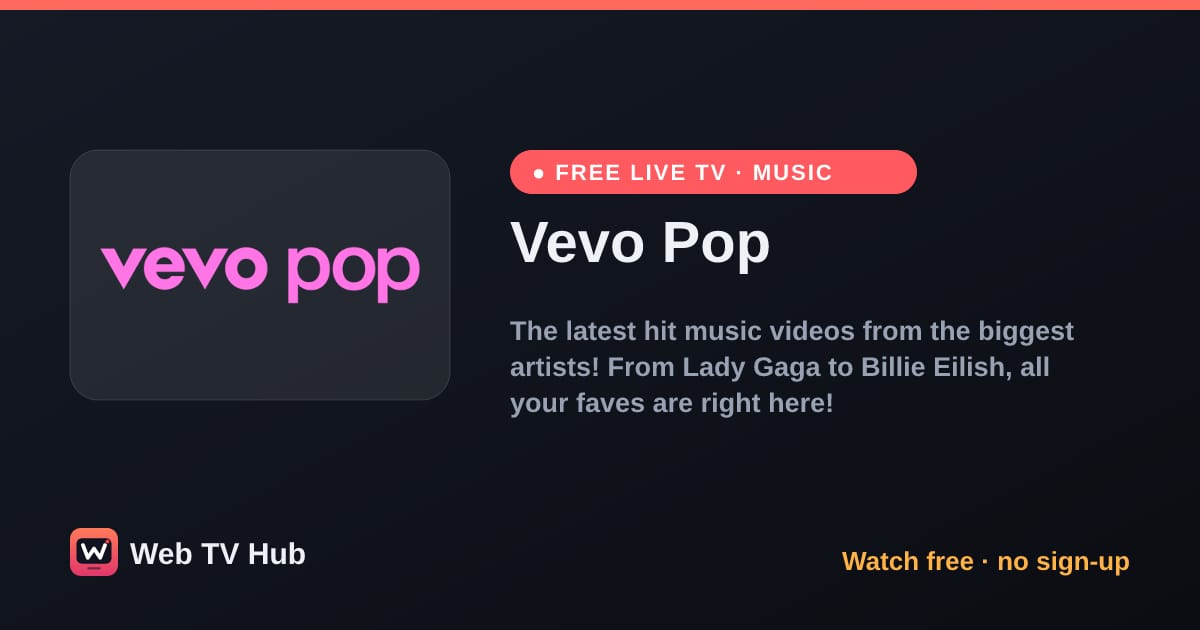 vevo pop
FREE LIVE TV · MUSIC
Vevo Pop
The latest hit music videos from the biggest
artists! From Lady Gaga to Billie Eilish, all
your faves are right here!
W
Web TV Hub
Watch free · no sign-up